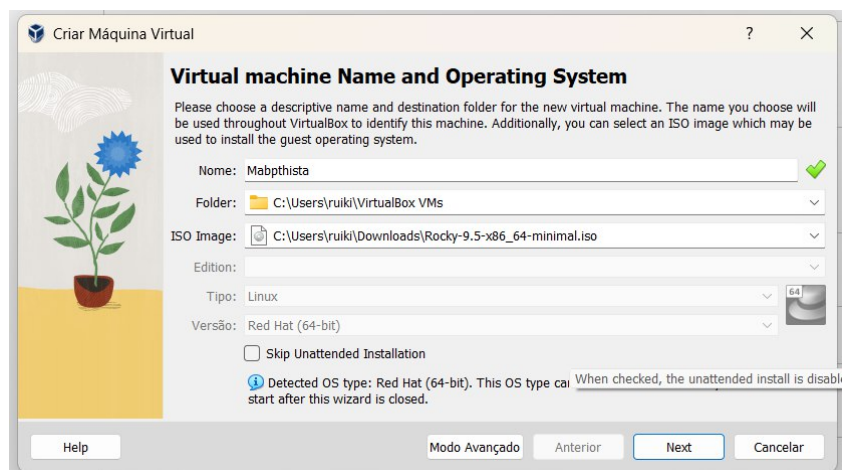 Criar Máquina Virtual
?
Virtual machine Name and Operating System
Please choose a descriptive name and destination folder for the new virtual machine. The name you choose will
be used throughout VirtualBox to identify this machine. Additionally, you can select an ISO image which may be
used to install the guest operating system.
Nome: Mabpthista
Folder: C:\Users\ruiki\VirtualBox VMs
ISO Image: C:\Users\ruiki\Downloads\Rocky-9.5-x86_64-minimal.iso
Edition:
Tipo: Linux
64
Versão: Red Hat (64-bit)
Skip Unattended Installation
Detected OS type: Red Hat (64-bit). This OS type
When checked, the unattended install is
start after this wizard is closed.
Help Modo Avançado Anterior Next Cancelar